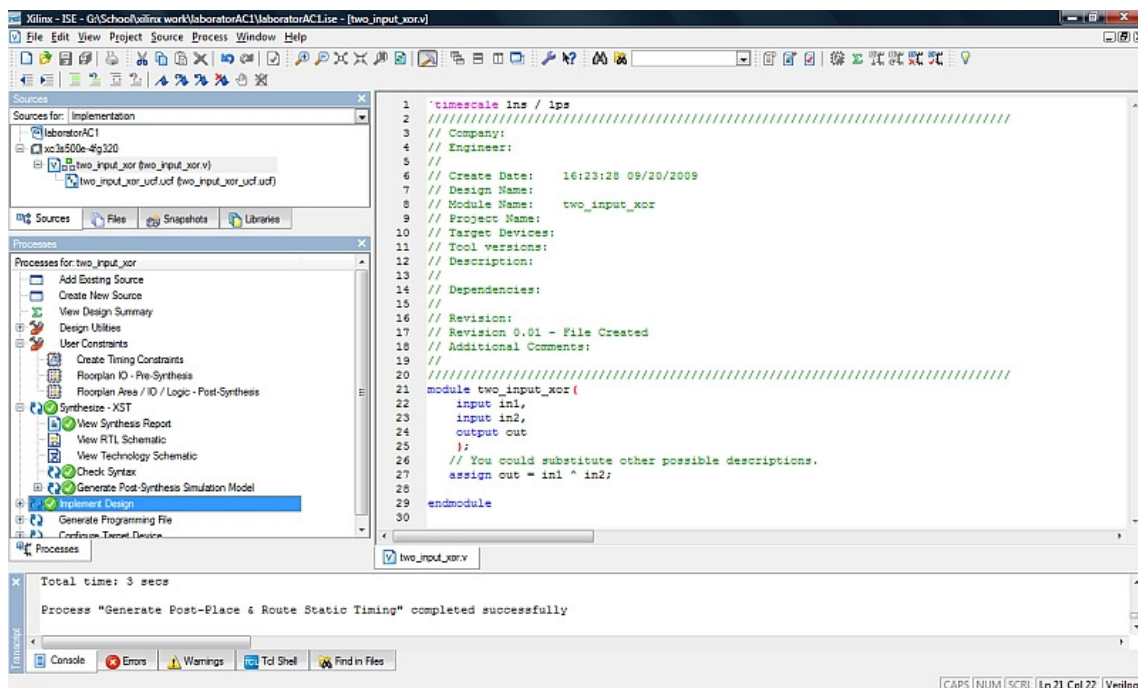 Xilinx - ISE - G:\School\xilinx work\laboratorAC1\laboratorAC1.ise - [two_input_xor.v]
File Edit View Project Source Process Window Help
Sources
Sources for: Implementation
laboratorAC1
xc3s500e-4fg320
two_input_xor (two_input_xor.v)
two_input_xor_ucf.ucf (two_input_xor_ucf.ucf)
Sources Files Snapshots Libraries
Processes
Processes for: two_input_xor
Add Existing Source
Create New Source
View Design Summary
Design Utilities
User Constraints
Create Timing Constraints
Floorplan IO - Pre-Synthesis
Floorplan Area / IO / Logic - Post-Synthesis
Synthesize - XST
View Synthesis Report
View RTL Schematic
View Technology Schematic
Check Syntax
Generate Post-Synthesis Simulation Model
Implement Design
Generate Programming File
Configure Target Device
Processes
1 `timescale 1ns / 1ps
2 //////////////////////////////////////////////////////////////////////////////////
3 // Company:
4 // Engineer:
5 //
6 // Create Date: 16:23:28 09/20/2009
7 // Design Name:
8 // Module Name: two_input_xor
9 // Project Name:
10 // Target Devices:
11 // Tool versions:
12 // Description:
13 //
14 // Dependencies:
15 //
16 // Revision:
17 // Revision 0.01 - File Created
18 // Additional Comments:
19 //
20 //////////////////////////////////////////////////////////////////////////////////
21 module two_input_xor(
22 input in1,
23 input in2,
24 output out
25 );
26 // You could substitute other possible descriptions.
27 assign out = in1 ^ in2;
28
29 endmodule
30
two_input_xor.v
Total time: 3 secs
Process "Generate Post-Place & Route Static Timing" completed successfully
Transcript
Console Errors Warnings Tcl Shell Find in Files
CAPS NUM SCRL Ln 21 Col 22 Verilog